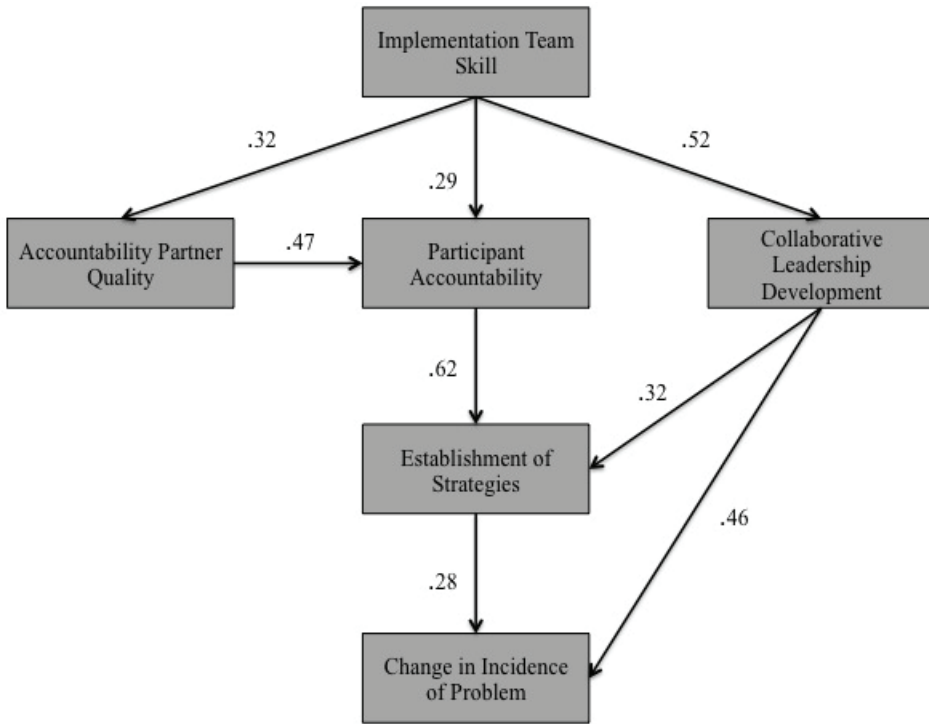 Implementation Team
Skill
.32
.29
.52
Accountability Partner
Quality
.47
Participant
Accountability
Collaborative
Leadership
Development
.62
.32
Establishment of
Strategies
.46
.28
Change in Incidence
of Problem